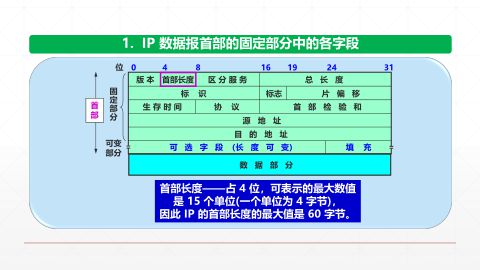 1. IP 数据报首部的固定部分中的各字段
位 0 4 8 16 19 24 31
版本 首部长度 区分服务 总长度
标识 标志 片偏移
生存时间 协议 首部检验和
源地址
目的地址
可选字段 (长度可变) 填充
数据部分
首部
固定部分
可变部分
首部长度——占 4 位，可表示的最大数值
是 15 个单位(一个单位为 4 字节)，
因此 IP 的首部长度的最大值是 60 字节。